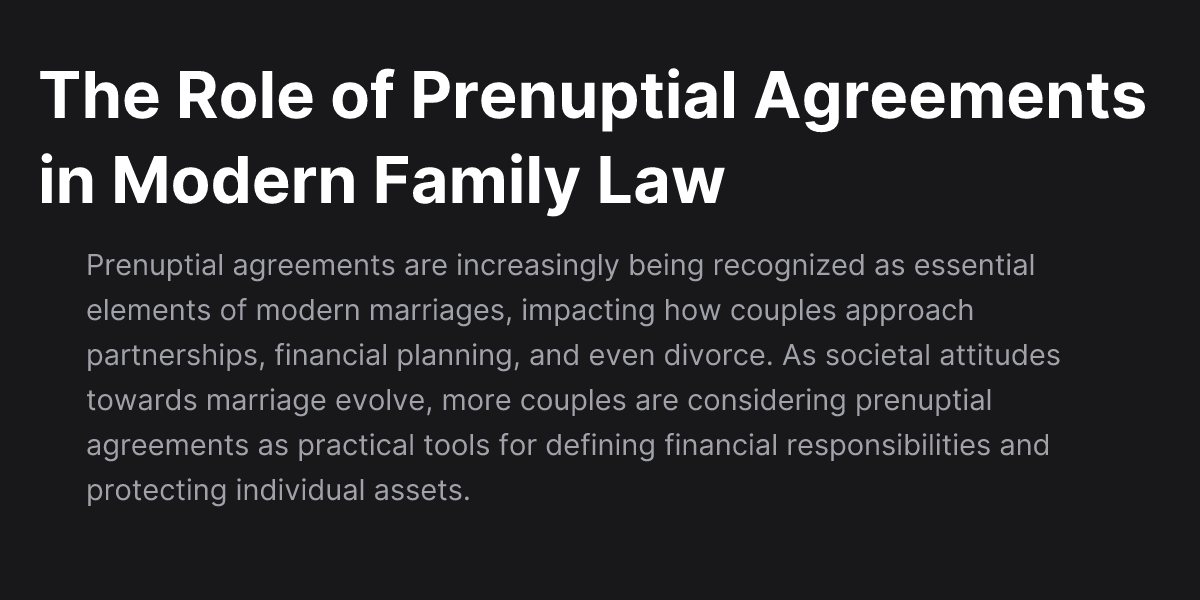 The Role of Prenuptial Agreements
in Modern Family Law
Prenuptial agreements are increasingly being recognized as essential
elements of modern marriages, impacting how couples approach
partnerships, financial planning, and even divorce. As societal attitudes
towards marriage evolve, more couples are considering prenuptial
agreements as practical tools for defining financial responsibilities and
protecting individual assets.